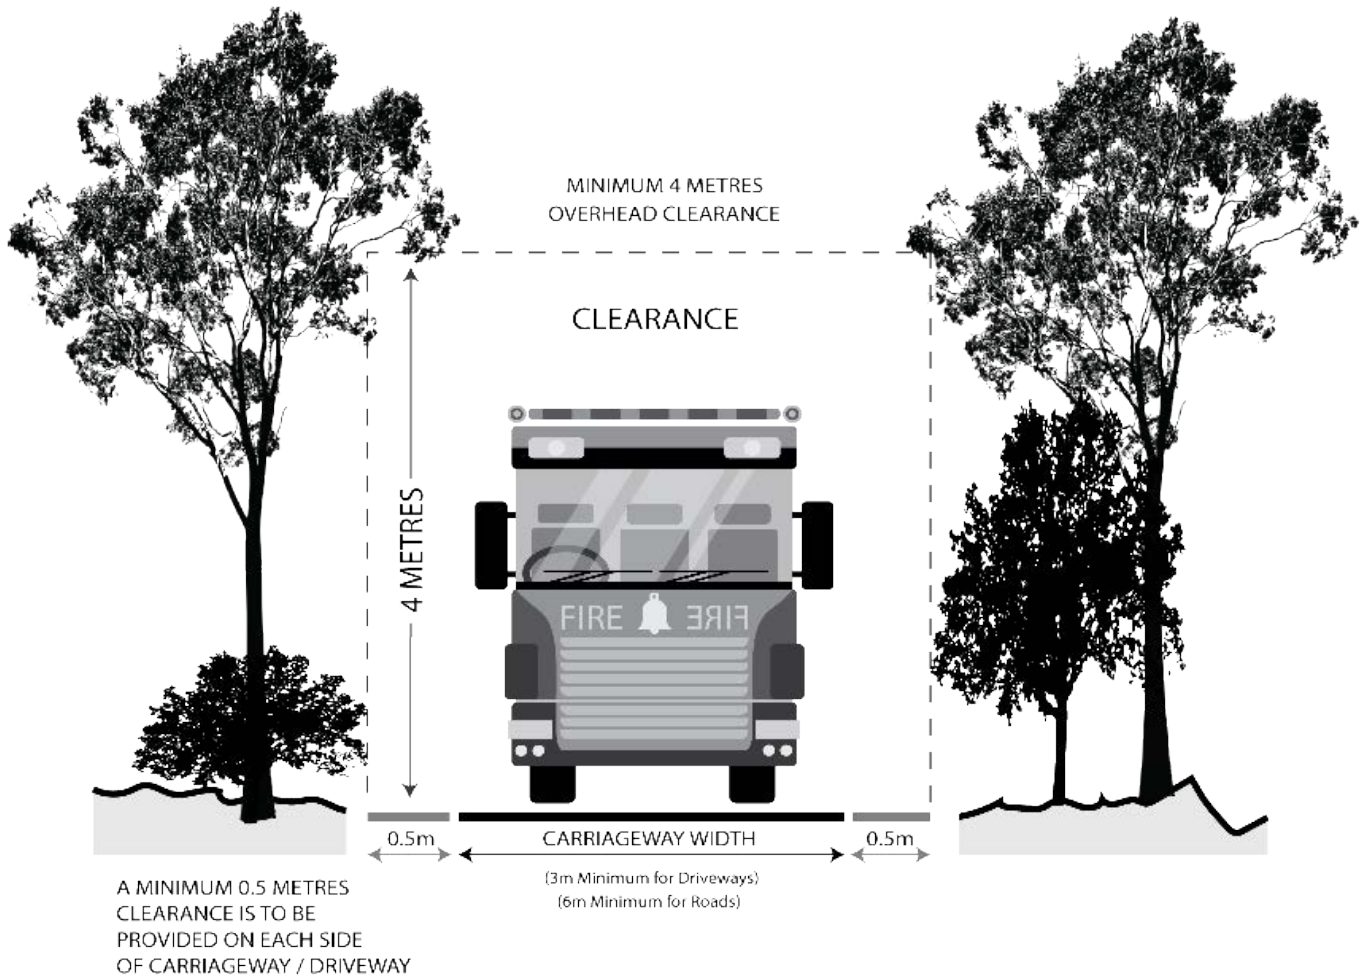 MINIMUM 4 METRES
OVERHEAD CLEARANCE
CLEARANCE
4 METRES
FIRE FIRE
0.5m
CARRIAGEWAY WIDTH
0.5m
(3m Minimum for Driveways)
(6m Minimum for Roads)
A MINIMUM 0.5 METRES
CLEARANCE IS TO BE
PROVIDED ON EACH SIDE
OF CARRIAGEWAY / DRIVEWAY